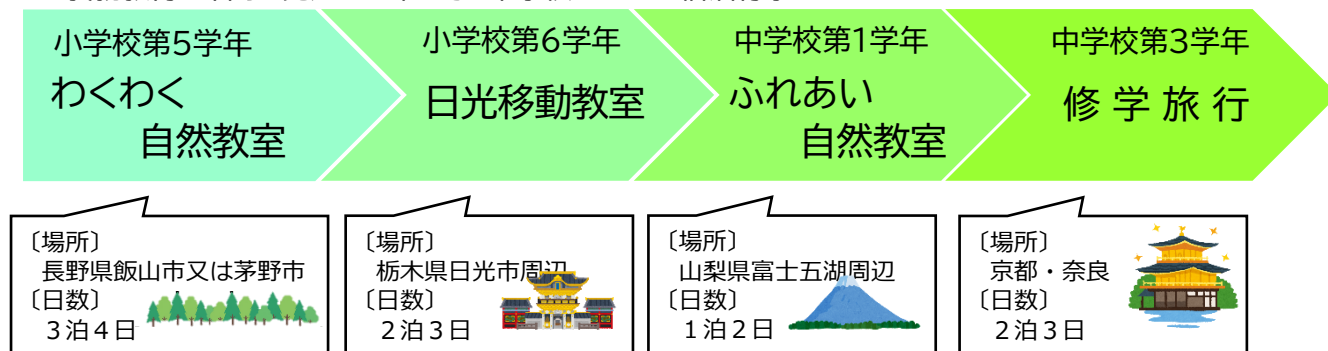 小学校第5学年
わくわく
自然教室
小学校第6学年
日光移動教室
中学校第1学年
ふれあい
自然教室
中学校第3学年
修学旅行
〔場所〕
長野県飯山市又は茅野市
〔日数〕
３泊４日
〔場所〕
栃木県日光市周辺
〔日数〕
２泊３日
〔場所〕
山梨県富士五湖周辺
〔日数〕
１泊２日
〔場所〕
京都・奈良
〔日数〕
２泊３日